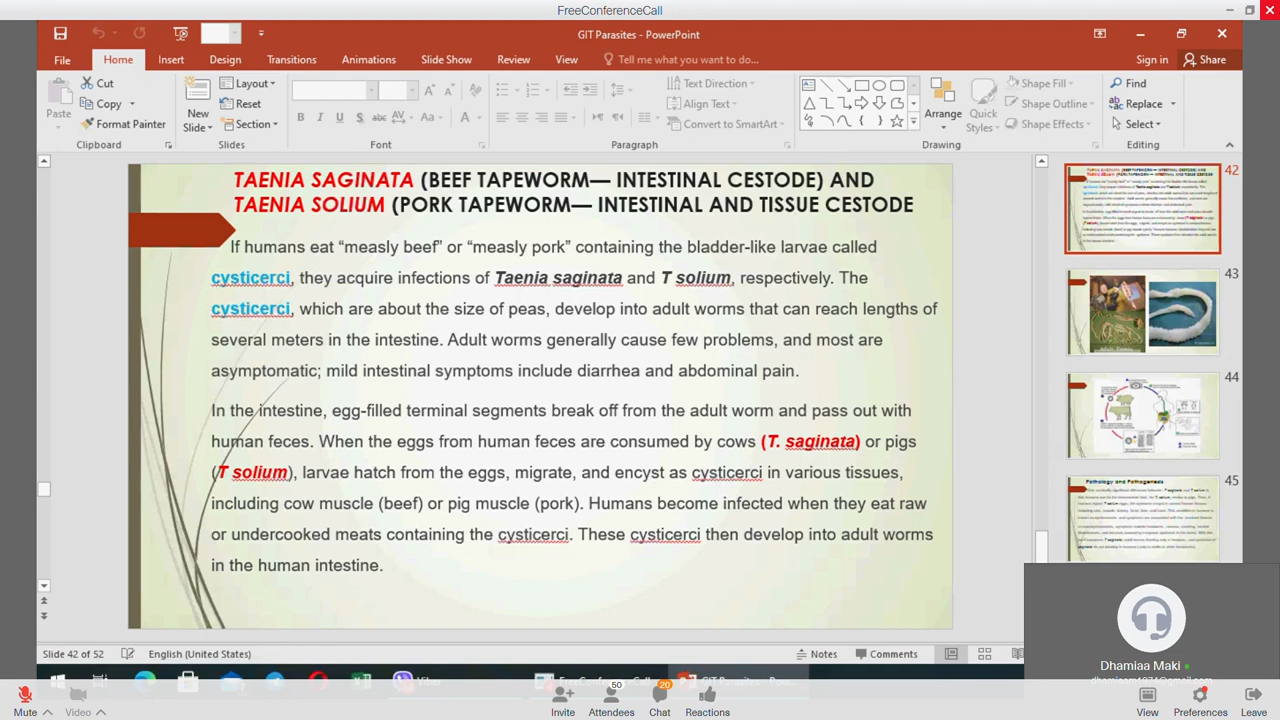 FreeConferenceCall
GIT Parasites - PowerPoint
File Home Insert Design Transitions Animations Slide Show Review View Tell me what you want to do... Sign in Share
Paste
Cut
Copy
Format Painter
New Slide
Layout
Reset
Section
Text Direction
Align Text
Convert to SmartArt
Arrange
Quick Styles
Shape Fill
Shape Outline
Shape Effects
Find
Replace
Select
Clipboard Slides Font Paragraph Drawing Editing
TAENIA SAGINATA (BEEF TAPEWORM— INTESTINAL CESTODE) AND
TAENIA SOLIUM (PORK TAPEWORM— INTESTINAL AND TISSUE CESTODE
If humans eat “measly beef” or “measly pork” containing the bladder-like larvae called
cysticerci, they acquire infections of Taenia saginata and T solium, respectively. The
cysticerci, which are about the size of peas, develop into adult worms that can reach lengths of
several meters in the intestine. Adult worms generally cause few problems, and most are
asymptomatic; mild intestinal symptoms include diarrhea and abdominal pain.
In the intestine, egg-filled terminal segments break off from the adult worm and pass out with
human feces. When the eggs from human feces are consumed by cows (T. saginata) or pigs
(T solium), larvae hatch from the eggs, migrate, and encyst as cysticerci in various tissues,
including cow muscle (beef) or pig muscle (pork). Humans become infected when they eat raw
or undercooked meats containing the cysticerci. These cysticerci then develop into adult worms
in the human intestine.
42
43
44
45
Pathology and Pathogenesis
Slide 42 of 52 English (United States) Notes Comments
Dhamiaa Maki
Viber
GIT Parasites - Pow...
Mute Video Invite 50 Attendees 20 Chat Reactions View Preferences Leave